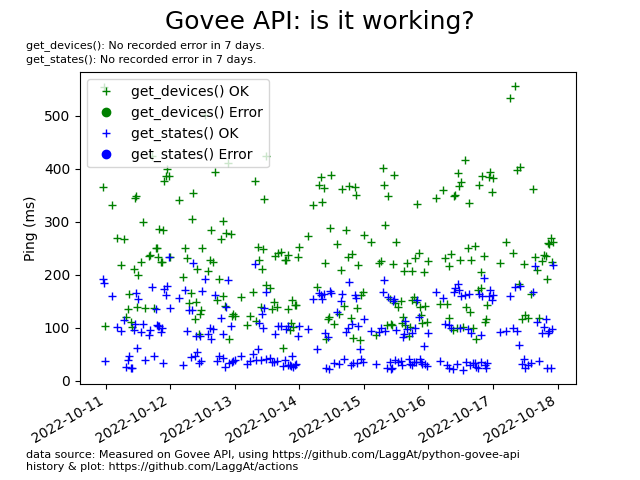 Govee API: is it working?
get_devices(): No recorded error in 7 days.
get_states(): No recorded error in 7 days.
get_devices() OK
get_devices() Error
get_states() OK
get_states() Error
Ping (ms)
500
400
300
200
100
0
2022-10-11
2022-10-12
2022-10-13
2022-10-14
2022-10-15
2022-10-16
2022-10-17
2022-10-18
data source: Measured on Govee API, using https://github.com/LaggAt/python-govee-api
history & plot: https://github.com/LaggAt/actions